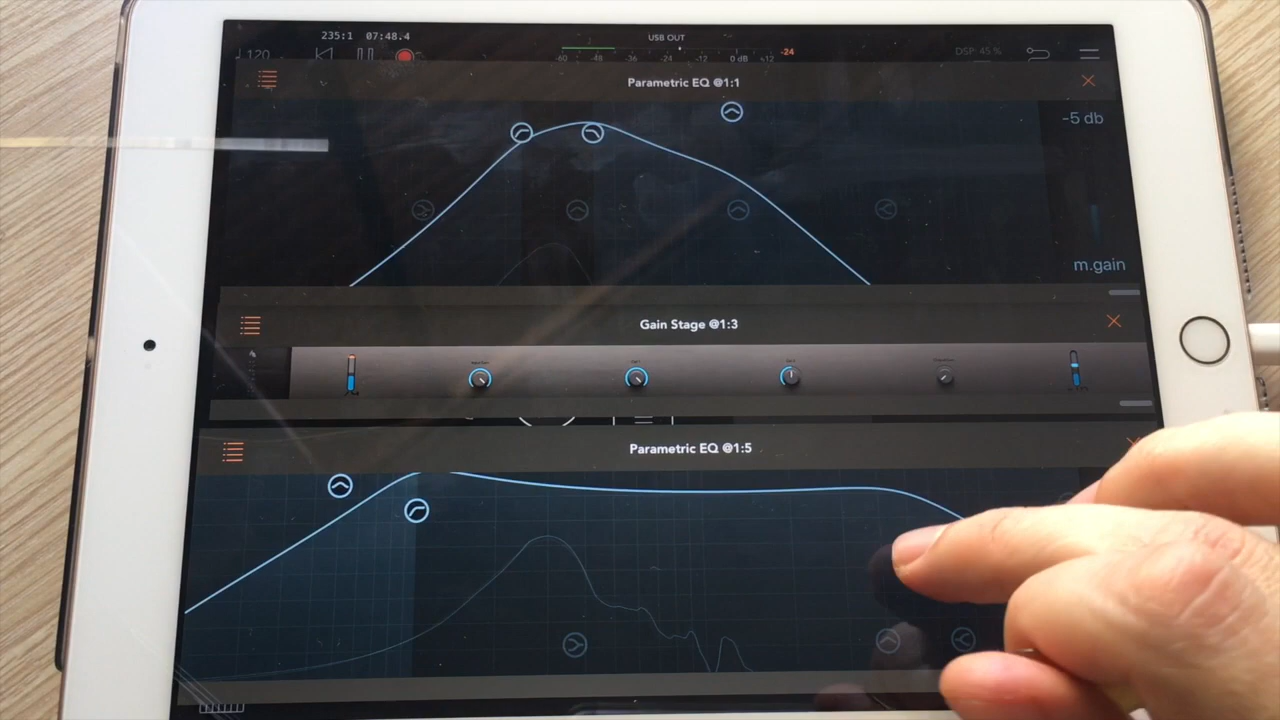 235:1 07:48.4
USB OUT
♩120
-60 -48 -36 -24 -12 0 dB +12
-24
DSP: 45 %
Parametric EQ @1:1
-5 db
m.gain
Gain Stage @1:3
Parametric EQ @1:5